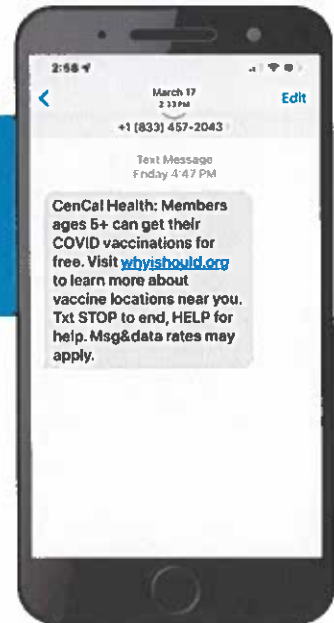 2:58
March 17
2:33 PM
Edit
+1 (833) 457-2043
Text Message
Friday 4:47 PM
CenCal Health: Members
ages 5+ can get their
COVID vaccinations for
free. Visit whyishould.org
to learn more about
vaccine locations near you.
Txt STOP to end, HELP for
help. Msg&data rates may
apply.